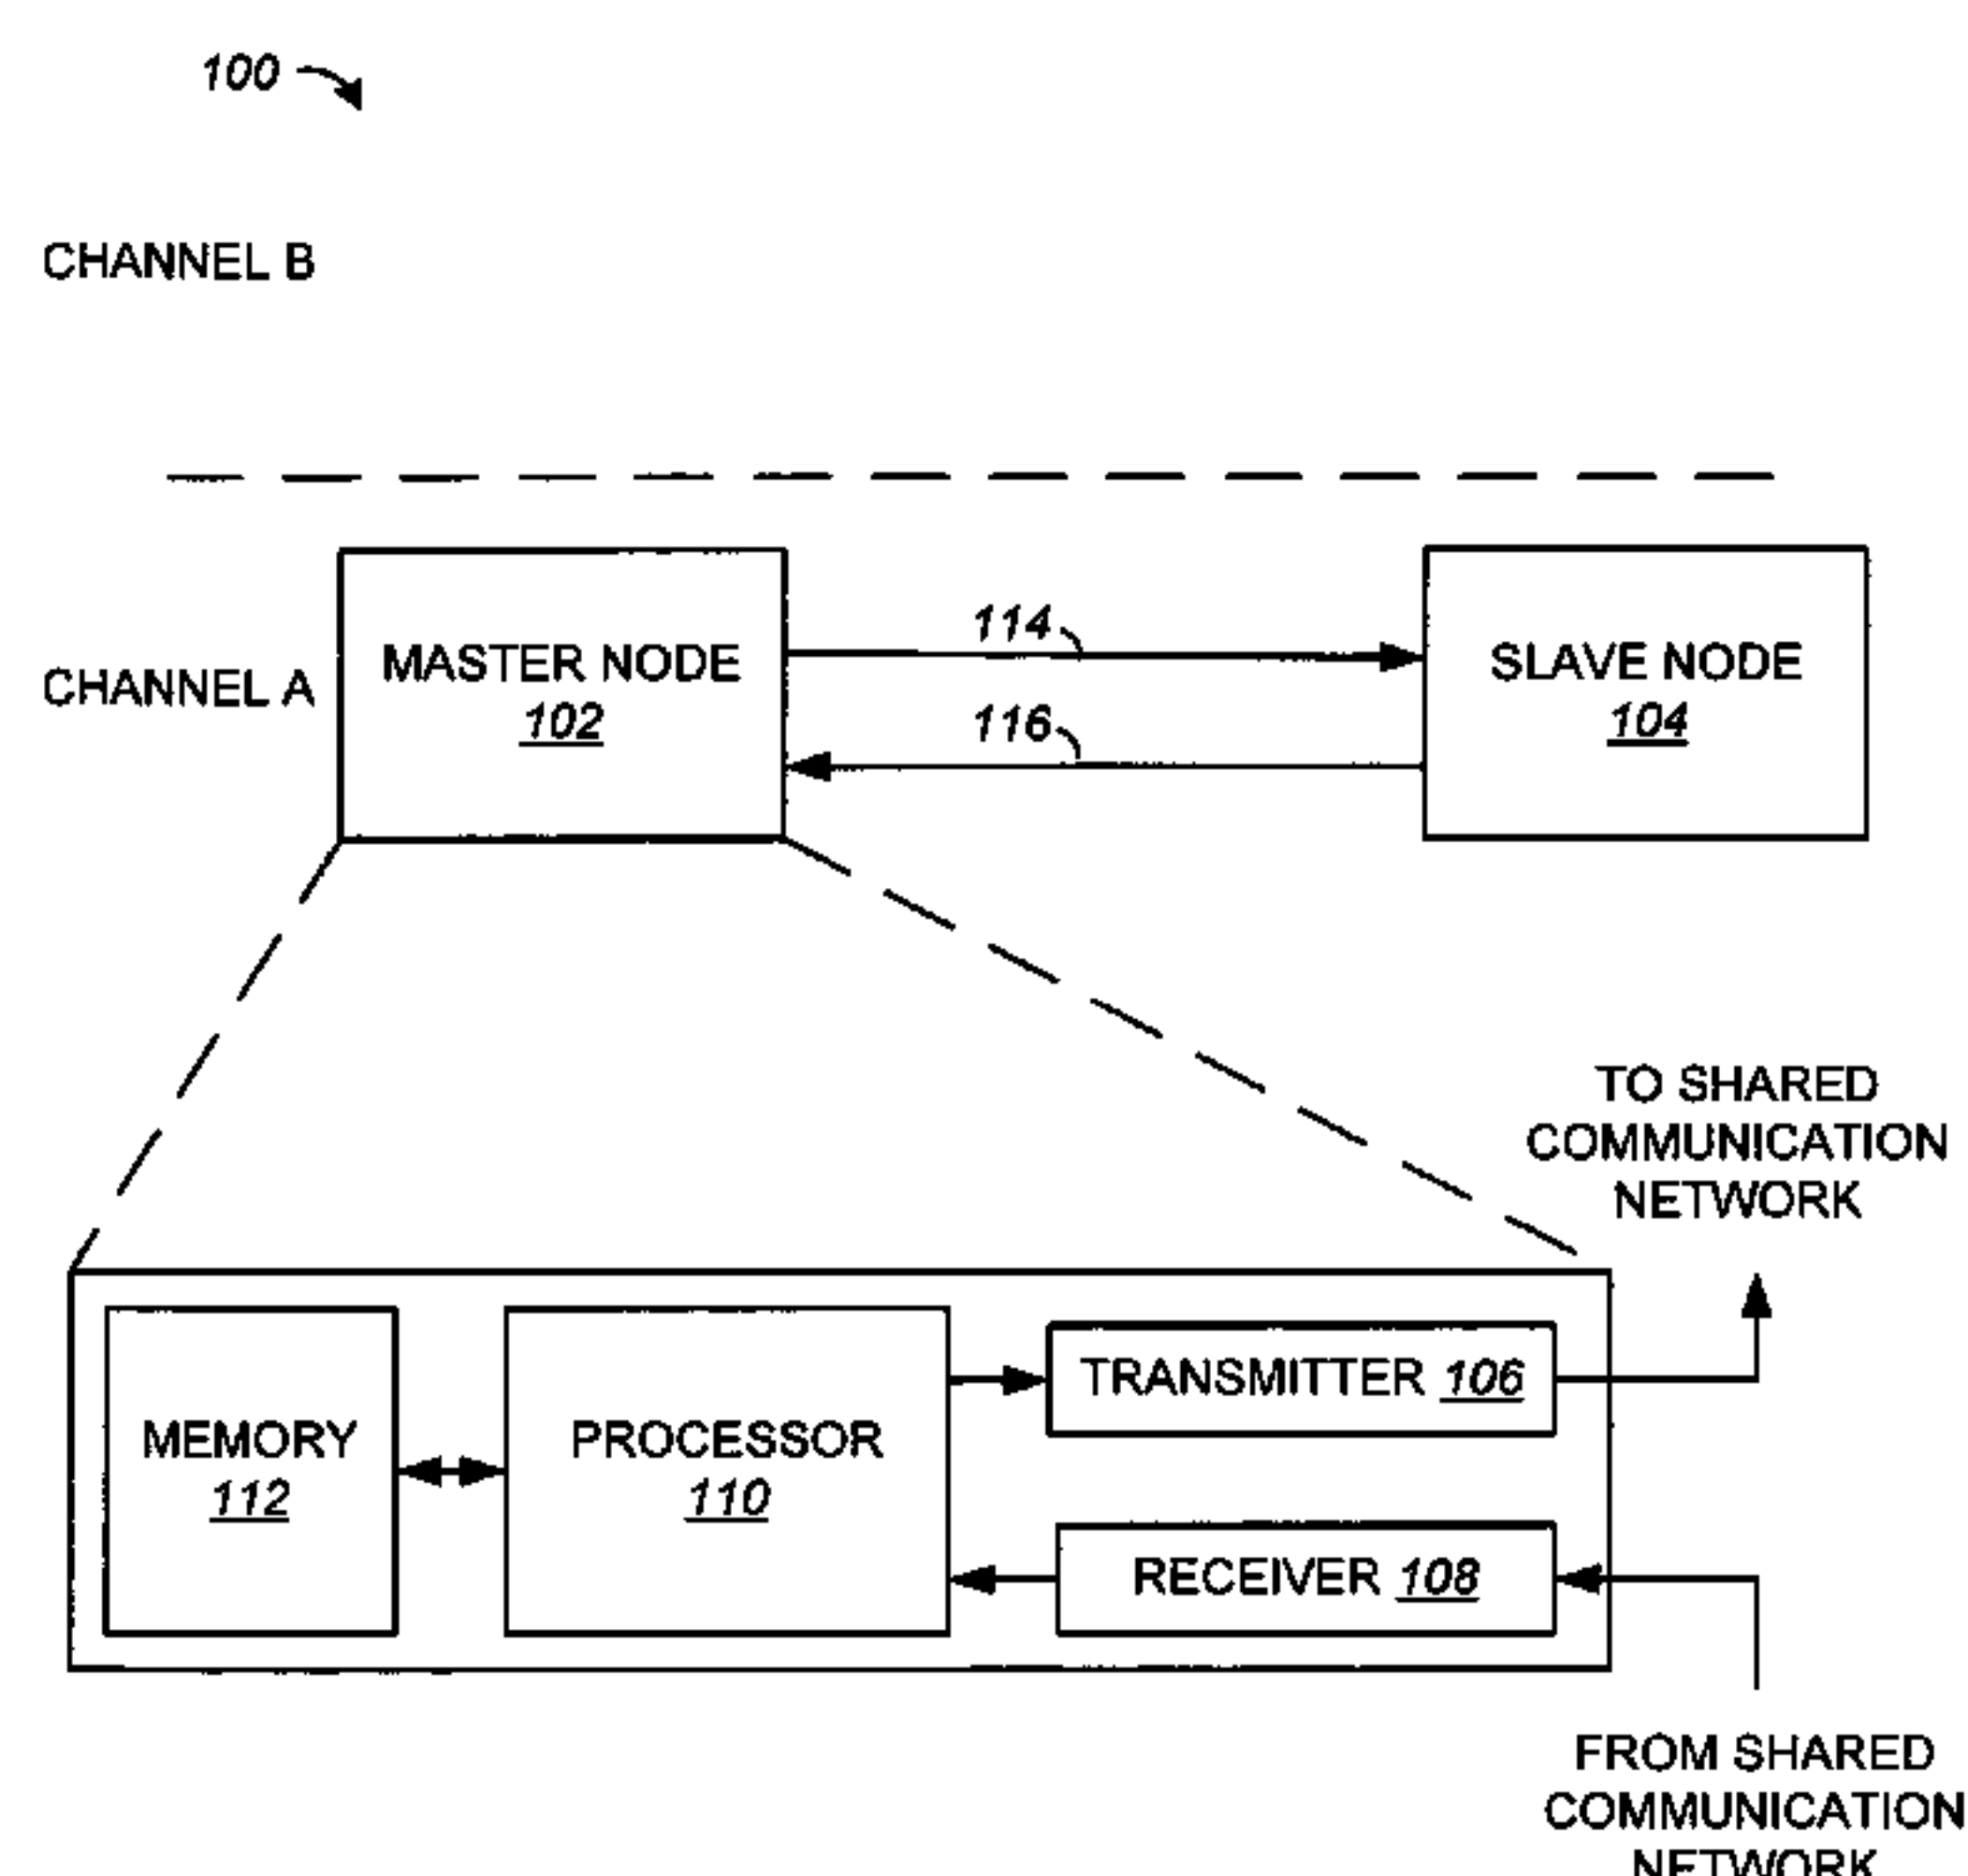 100
CHANNEL B
CHANNEL A
MASTER NODE
102
114
116
SLAVE NODE
104
TO SHARED
COMMUNICATION
NETWORK
MEMORY
112
PROCESSOR
110
TRANSMITTER 106
RECEIVER 108
FROM SHARED
COMMUNICATION
NETWORK